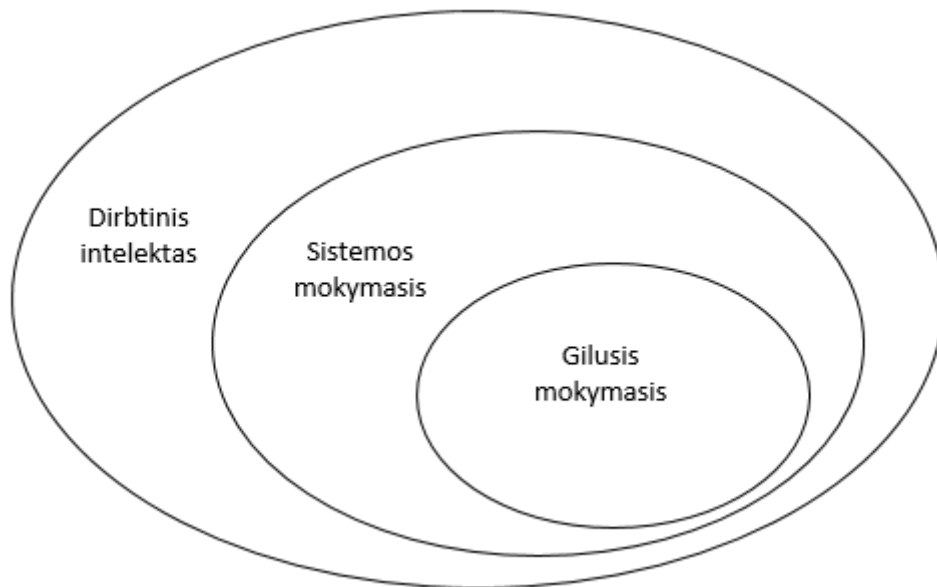 Dirbtinis
intelektas
Sistemos
mokymasis
Gilusis
mokymasis